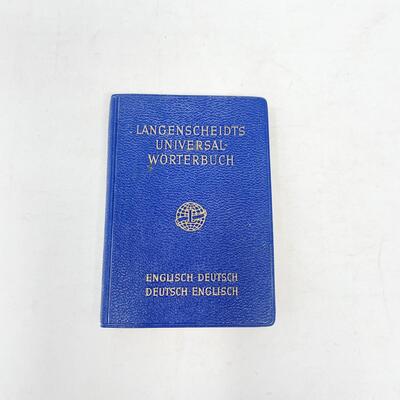 LANGENSCHEIDTS
UNIVERSAL-
WÖRTERBUCH
L
ENGLISCH-DEUTSCH
DEUTSCH-ENGLISCH